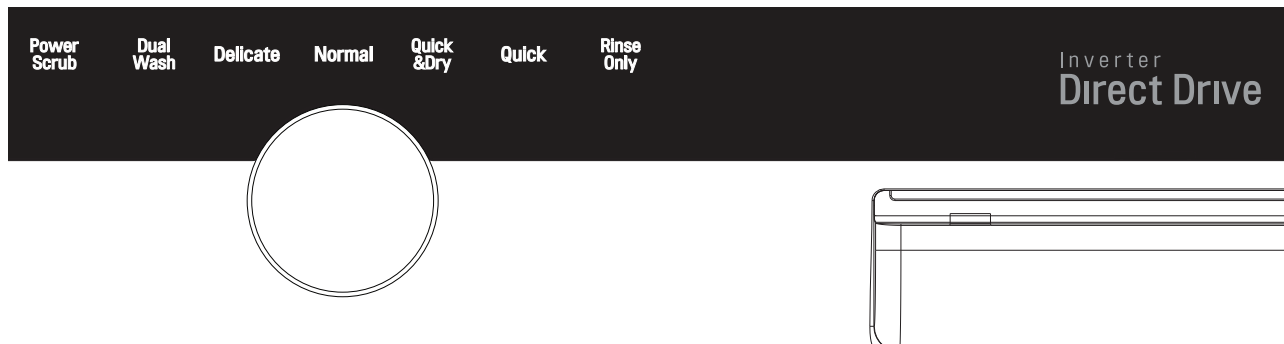 Power
Scrub
Dual
Wash
Delicate
Normal
Quick
&Dry
Quick
Rinse
Only
Inverter
Direct Drive